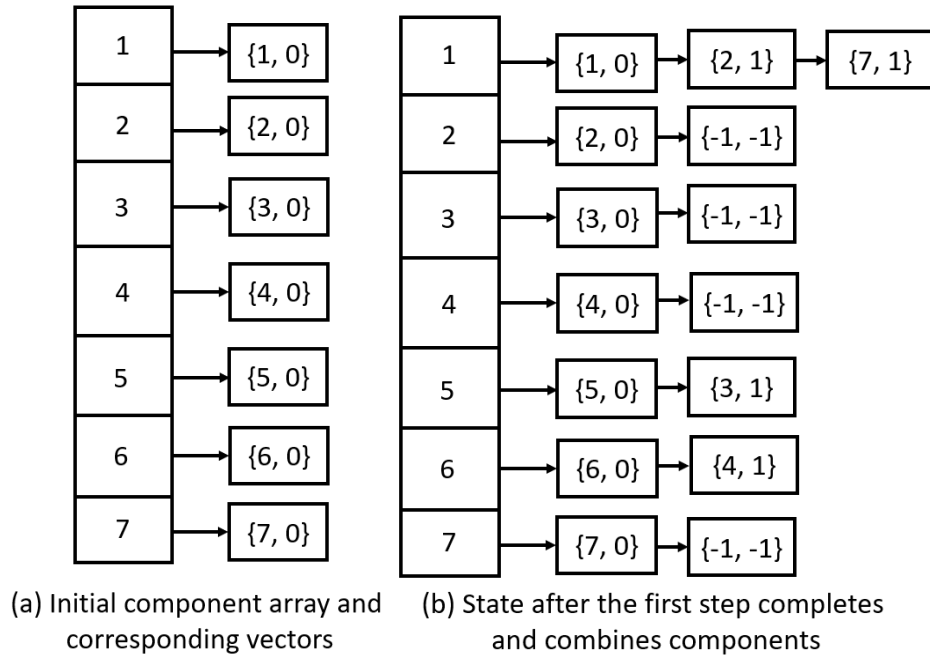 1 {1, 0}
2 {2, 0}
3 {3, 0}
4 {4, 0}
5 {5, 0}
6 {6, 0}
7 {7, 0}
(a) Initial component array and
corresponding vectors
1 {1, 0} {2, 1} {7, 1}
2 {2, 0} {-1, -1}
3 {3, 0} {-1, -1}
4 {4, 0} {-1, -1}
5 {5, 0} {3, 1}
6 {6, 0} {4, 1}
7 {7, 0} {-1, -1}
(b) State after the first step completes
and combines components